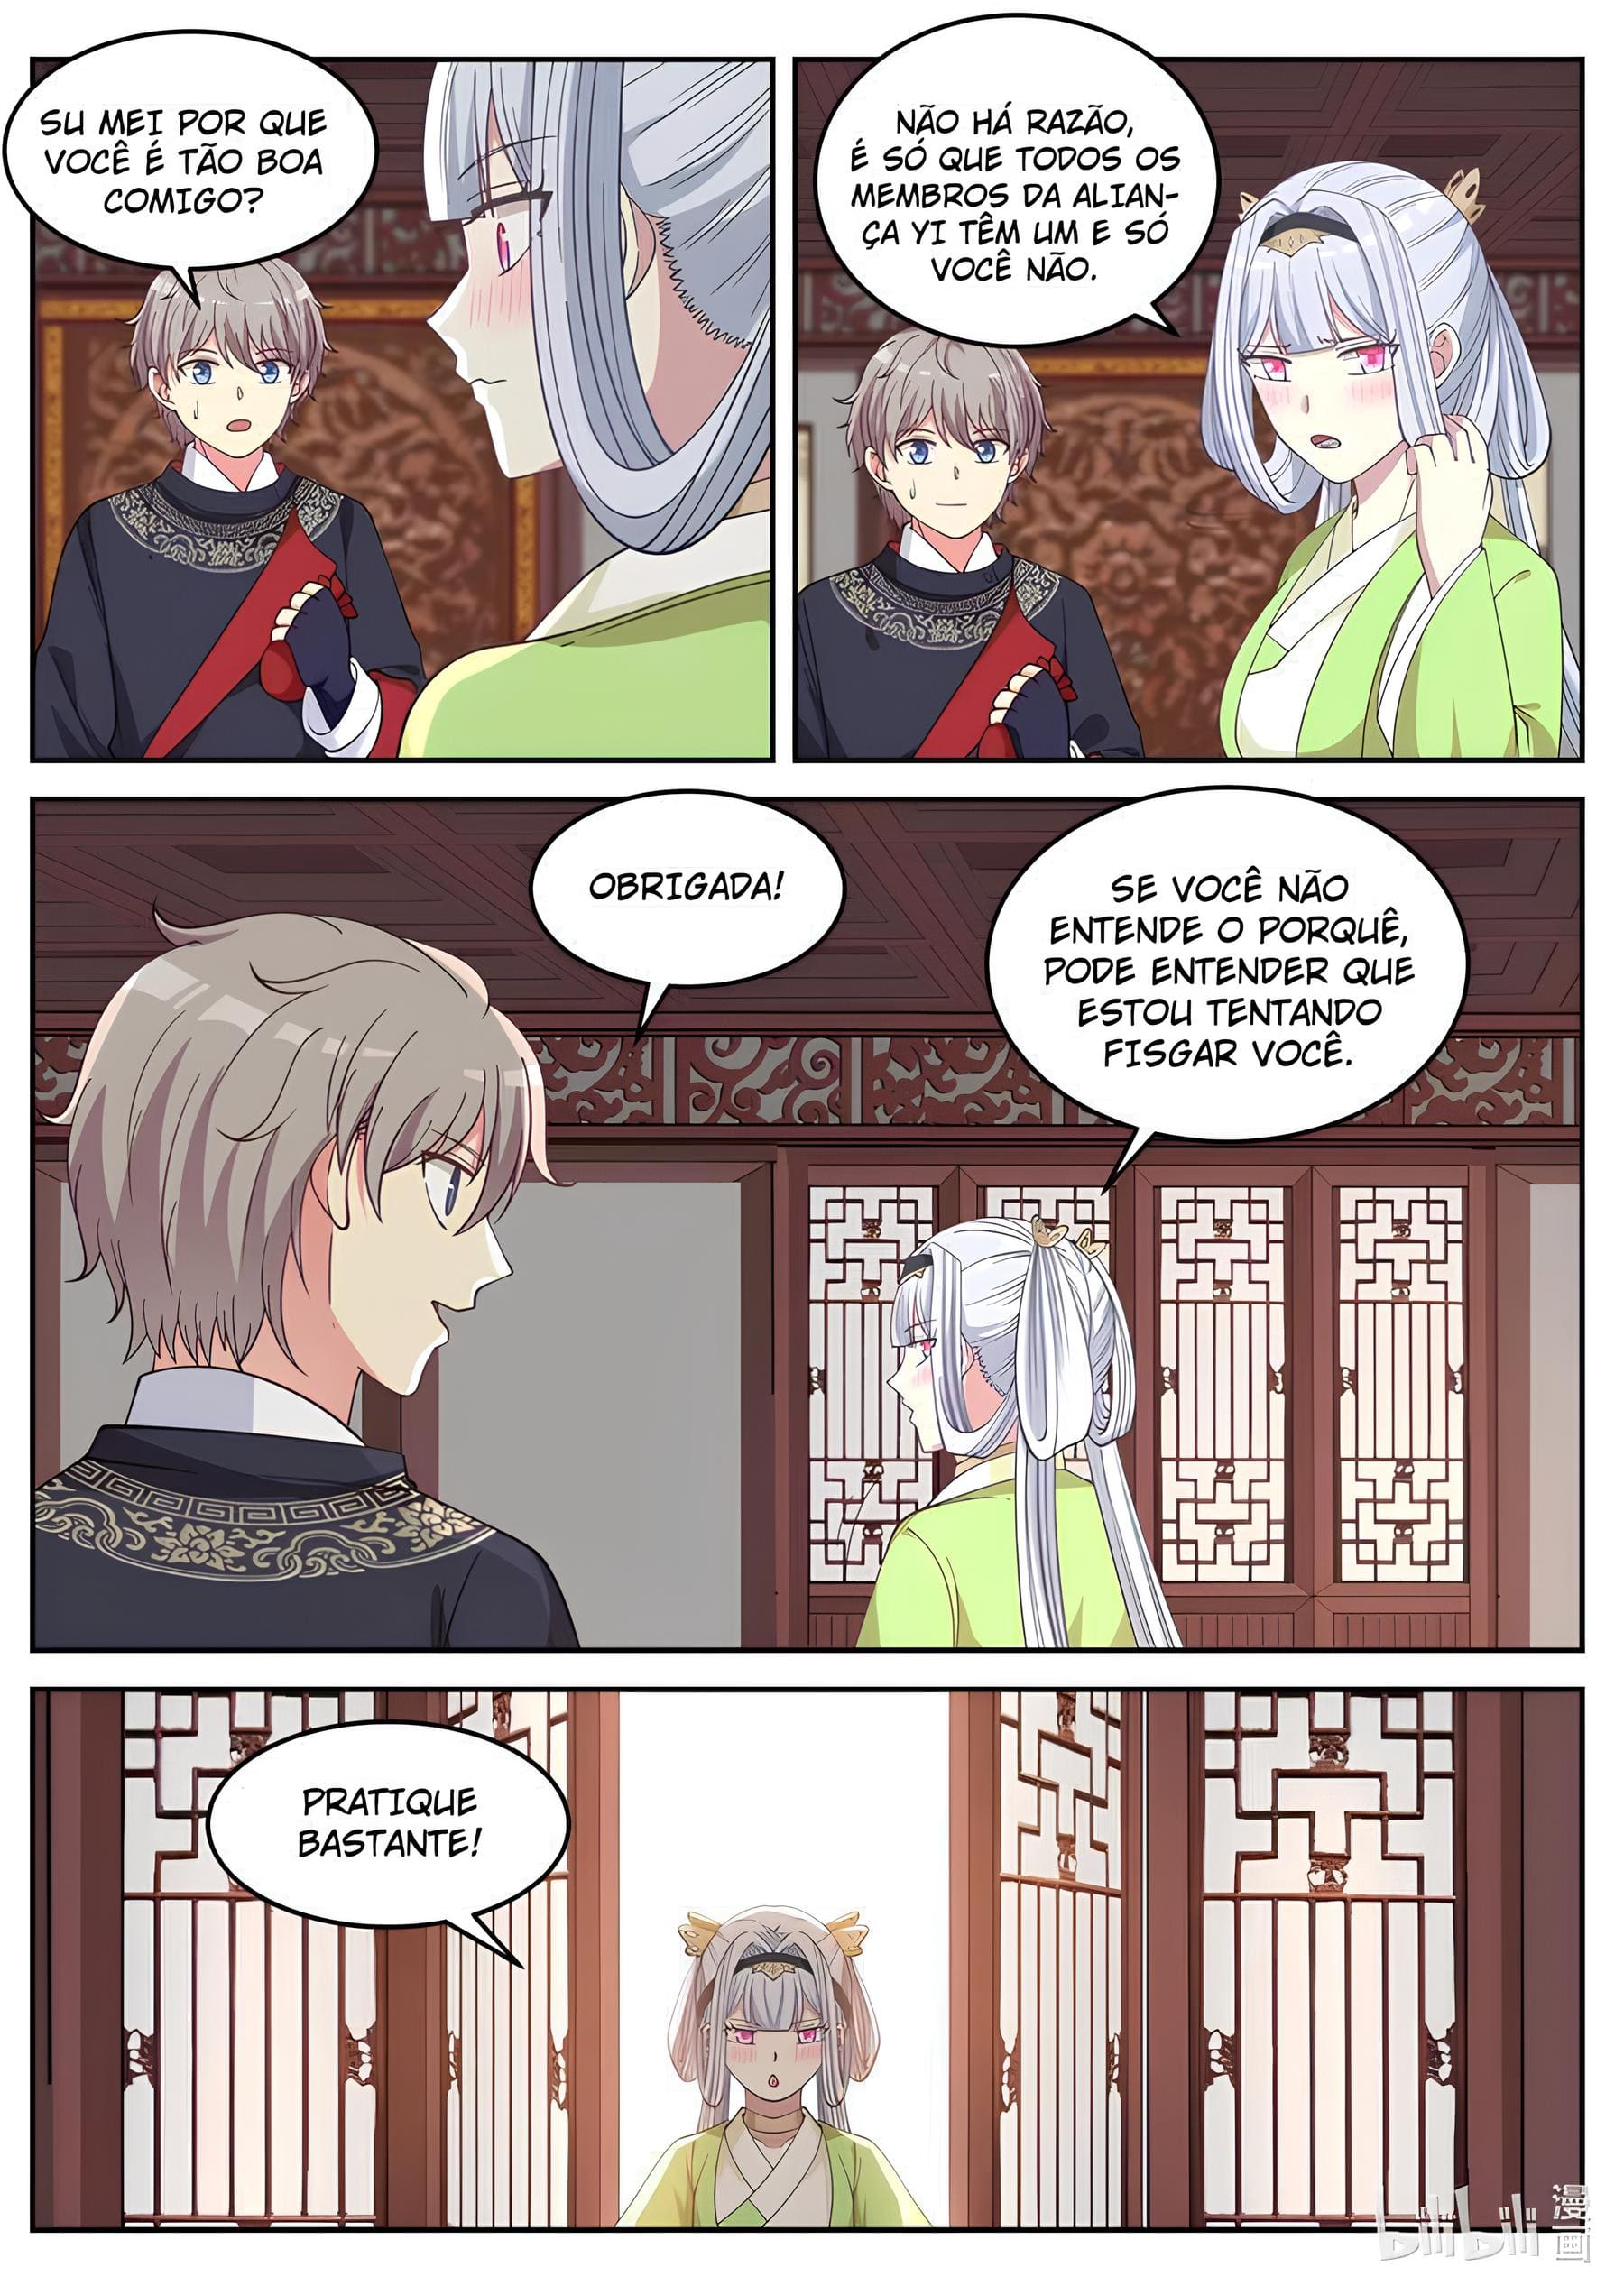 SU MEI POR QUE
VOCÊ É TÃO BOA
COMIGO?
NÃO HÁ RAZÃO,
É SÓ QUE TODOS OS
MEMBROS DA ALIAN-
ÇA YI TÊM UM E SÓ
VOCÊ NÃO.
OBRIGADA!
SE VOCÊ NÃO
ENTENDE O PORQUÊ,
PODE ENTENDER QUE
ESTOU TENTANDO
FISGAR VOCÊ.
PRATIQUE
BASTANTE!
bilibili 漫画